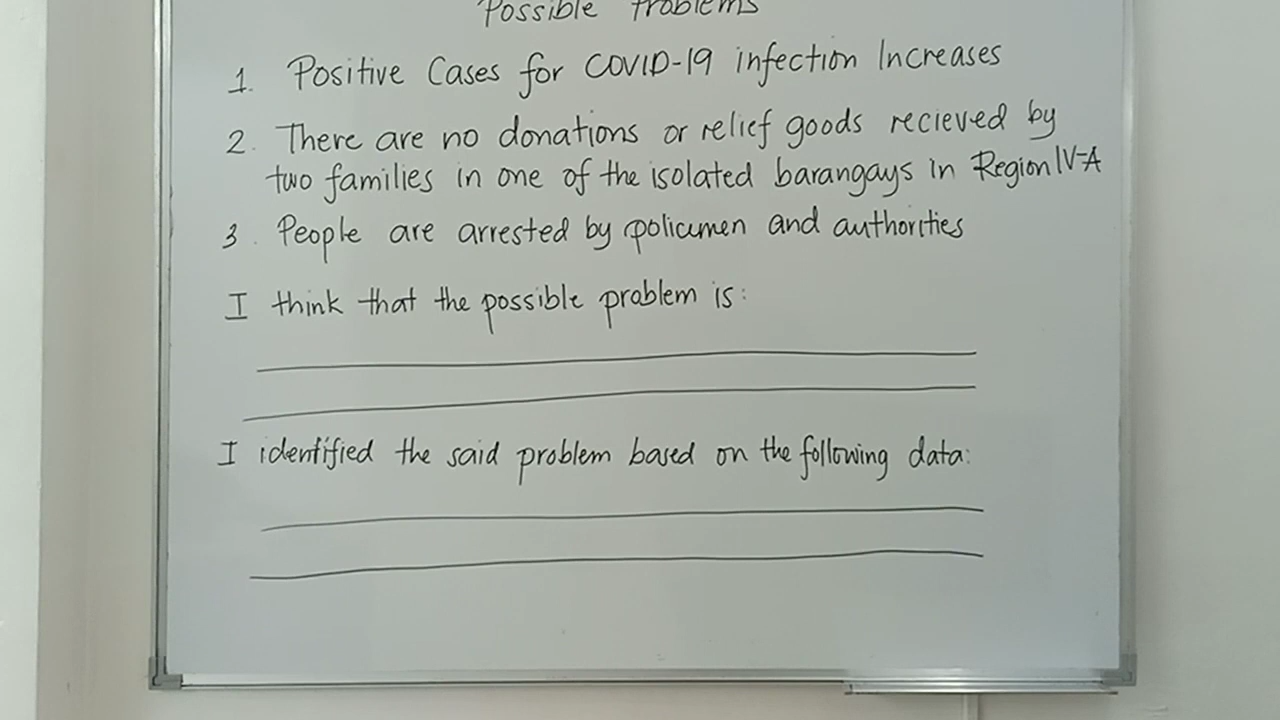 Possible Problems
1. Positive Cases for COVID-19 infection Increases
2. There are no donations or relief goods recieved by
two families in one of the isolated barangays in Region IV-A
3. People are arrested by policemen and authorities
I think that the possible problem is:
I identified the said problem based on the following data: